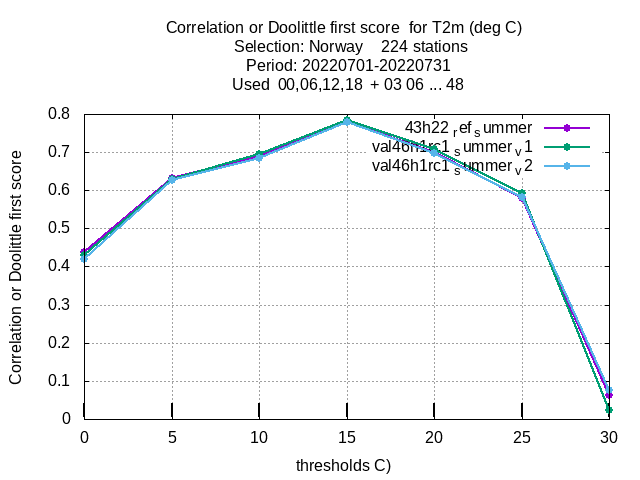 Correlation or Doolittle first score for T2m (deg C)
Selection: Norway 224 stations
Period: 20220701-20220731
Used 00,06,12,18 + 03 06 ... 48
0.8
0.7
0.6
0.5
0.4
0.3
0.2
0.1
0
Correlation or Doolittle first score
43h22 ref summer
val46h1rc1 summer v1
val46h1rc1 summer v2
0 5 10 15 20 25 30
thresholds C)